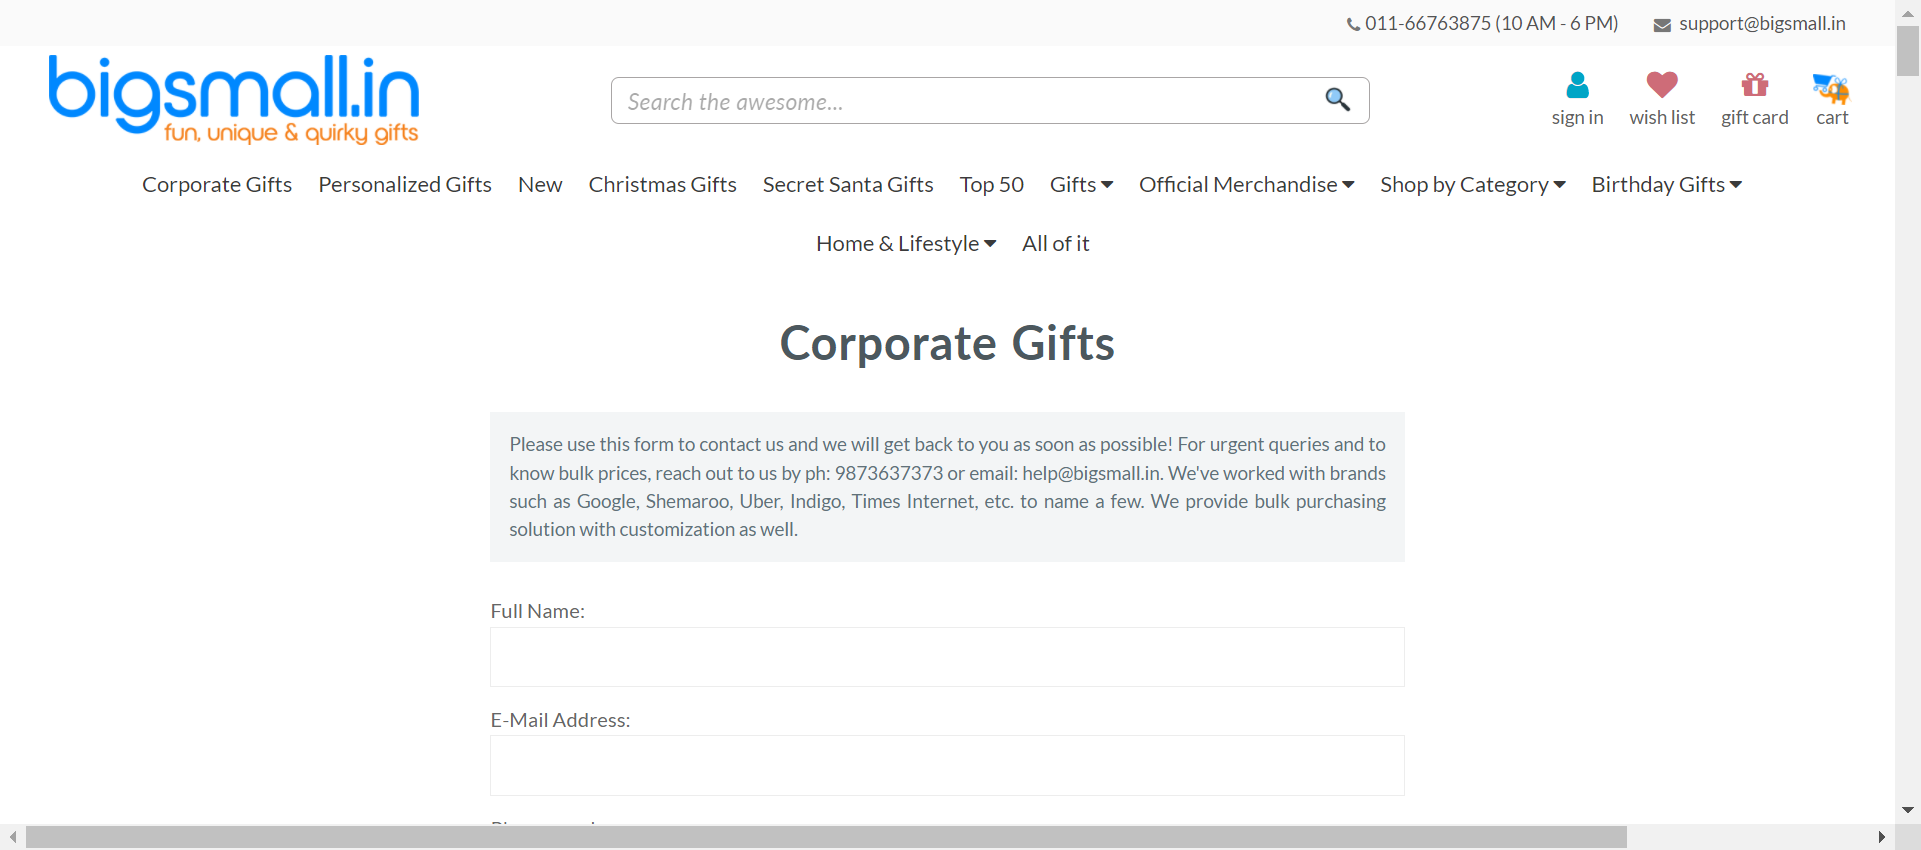 011-66763875 (10 AM - 6 PM) support@bigsmall.in
bigsmall.in
fun, unique & quirky gifts
Search the awesome...
sign in wish list gift card cart
Corporate Gifts Personalized Gifts New Christmas Gifts Secret Santa Gifts Top 50 Gifts Official Merchandise Shop by Category Birthday Gifts
Home & Lifestyle All of it
Corporate Gifts
Please use this form to contact us and we will get back to you as soon as possible! For urgent queries and to
know bulk prices, reach out to us by ph: 9873637373 or email: help@bigsmall.in. We've worked with brands
such as Google, Shemaroo, Uber, Indigo, Times Internet, etc. to name a few. We provide bulk purchasing
solution with customization as well.
Full Name:
E-Mail Address: